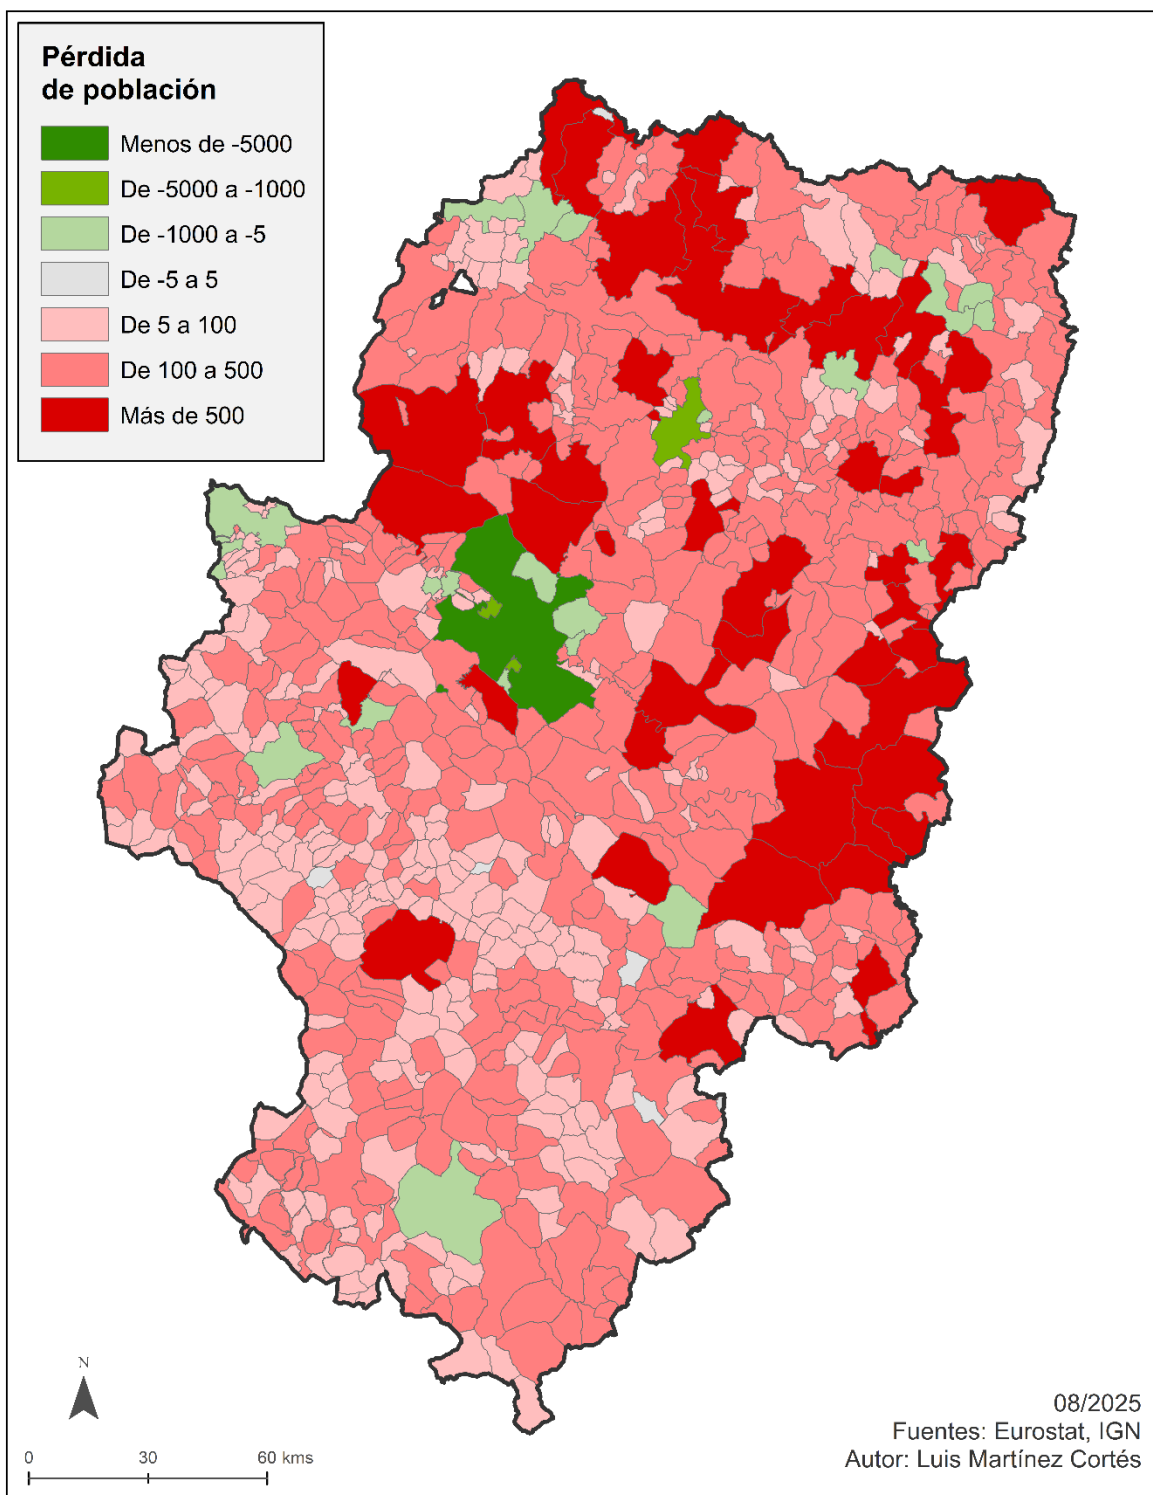 Pérdida
de población
Menos de -5000
De -5000 a -1000
De -1000 a -5
De -5 a 5
De 5 a 100
De 100 a 500
Más de 500
N
0 30 60 kms
08/2025
Fuentes: Eurostat, IGN
Autor: Luis Martínez Cortés